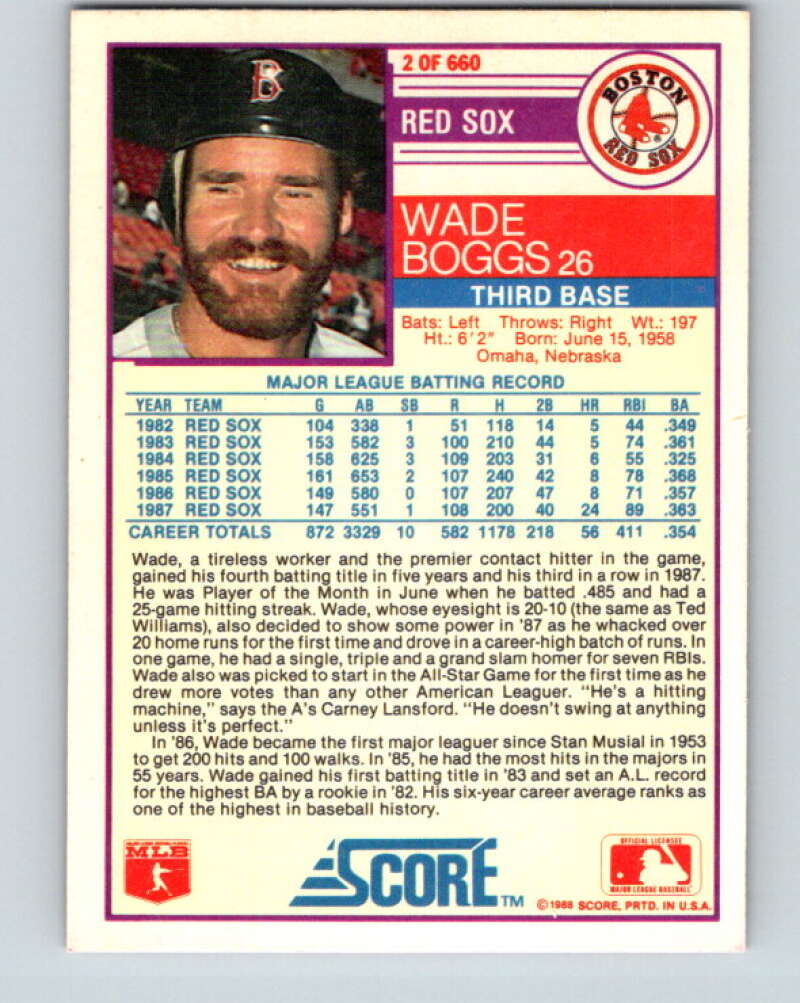 B
2 OF 660
RED SOX
BOSTON
RED SOX
WADE
BOGGS 26
THIRD BASE
Bats: Left Throws: Right Wt.: 197
Ht.: 6'2" Born: June 15, 1958
Omaha, Nebraska
MAJOR LEAGUE BATTING RECORD
YEAR TEAM G AB SB R H 2B HR RBI BA
1982 RED SOX 104 338 1 51 118 14 5 44 .349
1983 RED SOX 153 582 3 100 210 44 5 74 .361
1984 RED SOX 158 625 3 109 203 31 6 55 .325
1985 RED SOX 161 653 2 107 240 42 8 78 .368
1986 RED SOX 149 580 0 107 207 47 8 71 .357
1987 RED SOX 147 551 1 108 200 40 24 89 .363
CAREER TOTALS 872 3329 10 582 1178 218 56 411 .354
Wade, a tireless worker and the premier contact hitter in the game,
gained his fourth batting title in five years and his third in a row in 1987.
He was Player of the Month in June when he batted .485 and had a
25-game hitting streak. Wade, whose eyesight is 20-10 (the same as Ted
Williams), also decided to show some power in '87 as he whacked over
20 home runs for the first time and drove in a career-high batch of runs. In
one game, he had a single, triple and a grand slam homer for seven RBIs.
Wade also was picked to start in the All-Star Game for the first time as he
drew more votes than any other American Leaguer. "He's a hitting
machine," says the A's Carney Lansford. "He doesn't swing at anything
unless it's perfect."
In '86, Wade became the first major leaguer since Stan Musial in 1953
to get 200 hits and 100 walks. In '85, he had the most hits in the majors in
55 years. Wade gained his first batting title in '83 and set an A.L. record
for the highest BA by a rookie in '82. His six-year career average ranks as
one of the highest in baseball history.
MLB
SCORE™
OFFICIAL LICENSEE
MAJOR LEAGUE BASEBALL
©1988 SCORE, PRTD. IN U.S.A.